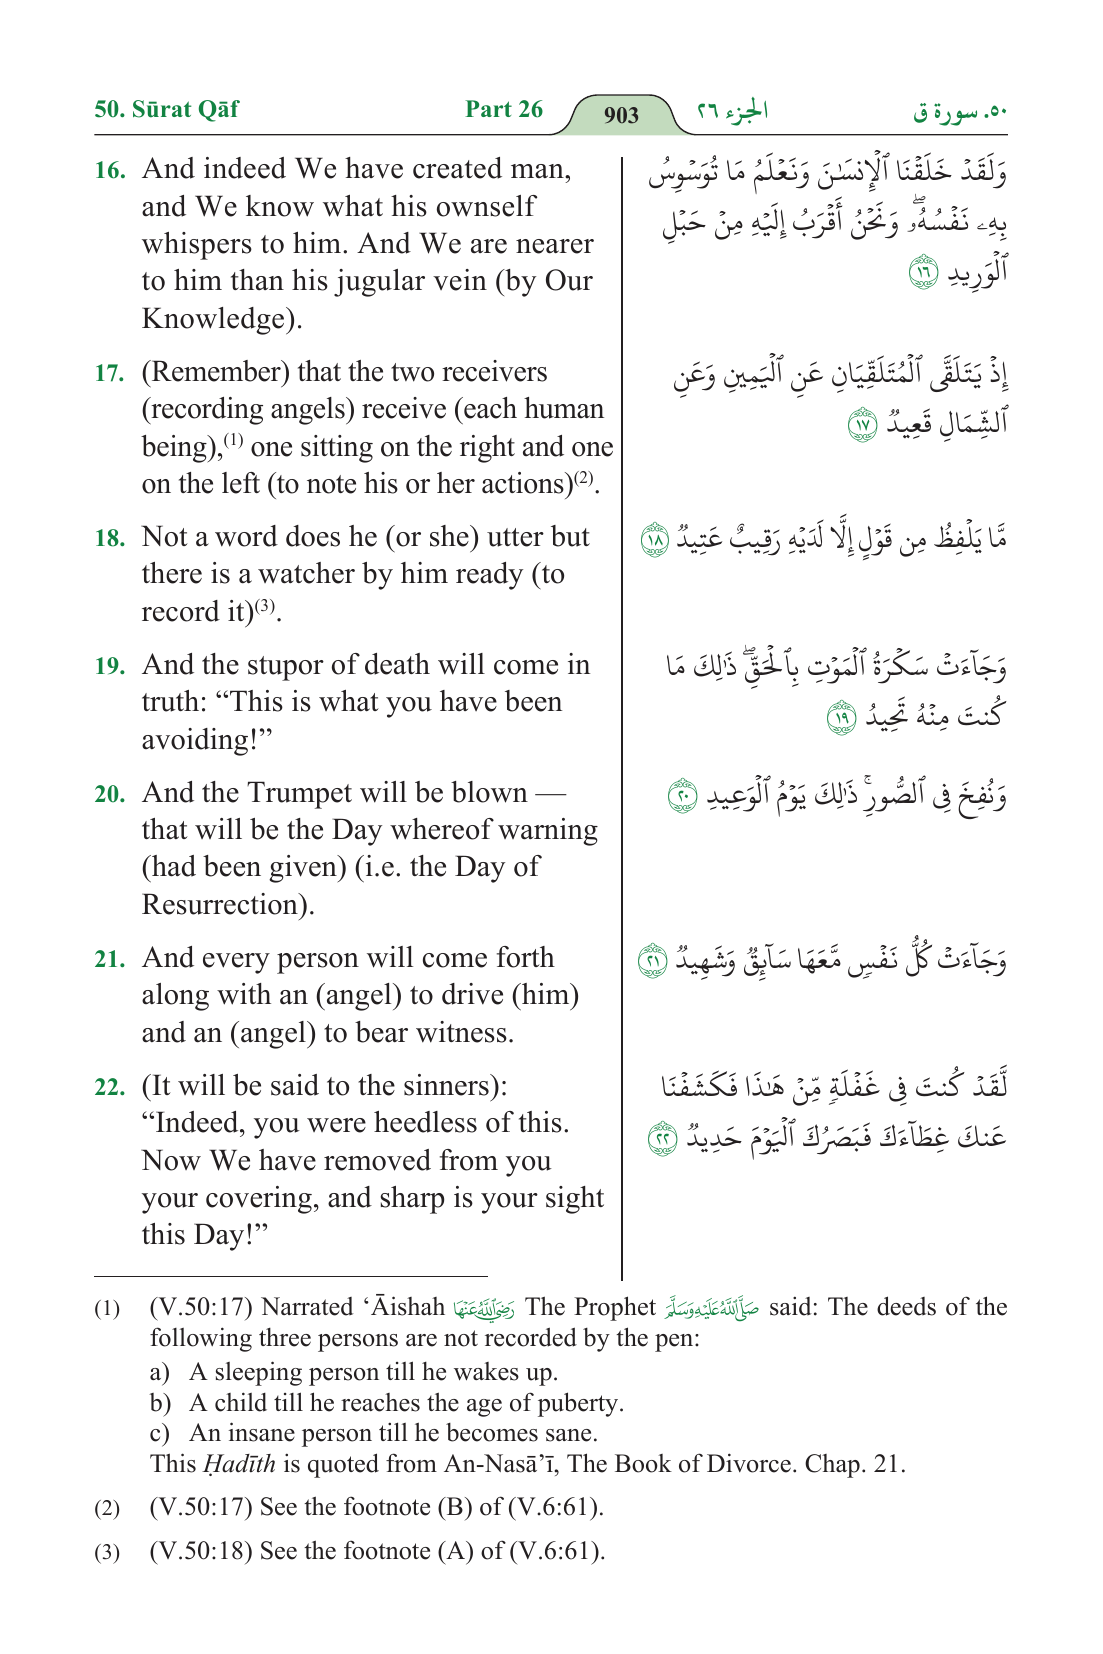 50. Sūrat Qāf Part 26 903 الجزء ٢٦ ٥٠. سورة ق
16. And indeed We have created man,
and We know what his ownself
whispers to him. And We are nearer
to him than his jugular vein (by Our
Knowledge).
وَلَقَدْ خَلَقْنَا ٱلْإِنسَٰنَ وَنَعْلَمُ مَا تُوَسْوِسُ
بِهِۦ نَفْسُهُۥ ۖ وَنَحْنُ أَقْرَبُ إِلَيْهِ مِنْ حَبْلِ
ٱلْوَرِيدِ ١٦
17. (Remember) that the two receivers
(recording angels) receive (each human
being),(1) one sitting on the right and one
on the left (to note his or her actions)(2).
إِذْ يَتَلَقَّى ٱلْمُتَلَقِّيَانِ عَنِ ٱلْيَمِينِ وَعَنِ
ٱلشِّمَالِ قَعِيدٌ ١٧
18. Not a word does he (or she) utter but
there is a watcher by him ready (to
record it)(3).
مَّا يَلْفِظُ مِن قَوْلٍ إِلَّا لَدَيْهِ رَقِيبٌ عَتِيدٌ ١٨
19. And the stupor of death will come in
truth: “This is what you have been
avoiding!”
وَجَآءَتْ سَكْرَةُ ٱلْمَوْتِ بِٱلْحَقِّ ۖ ذَٰلِكَ مَا
كُنتَ مِنْهُ تَحِيدُ ١٩
20. And the Trumpet will be blown —
that will be the Day whereof warning
(had been given) (i.e. the Day of
Resurrection).
وَنُفِخَ فِى ٱلصُّورِ ۚ ذَٰلِكَ يَوْمُ ٱلْوَعِيدِ ٢٠
21. And every person will come forth
along with an (angel) to drive (him)
and an (angel) to bear witness.
وَجَآءَتْ كُلُّ نَفْسٍ مَّعَهَا سَآئِقٌ وَشَهِيدٌ ٢١
22. (It will be said to the sinners):
“Indeed, you were heedless of this.
Now We have removed from you
your covering, and sharp is your sight
this Day!”
لَّقَدْ كُنتَ فِى غَفْلَةٍ مِّنْ هَٰذَا فَكَشَفْنَا
عَنكَ غِطَآءَكَ فَبَصَرُكَ ٱلْيَوْمَ حَدِيدٌ ٢٢
(1) (V.50:17) Narrated ‘Āishah رَضِيَ ٱللَّهُ عَنْهَا The Prophet صَلَّى ٱللَّهُ عَلَيْهِ وَسَلَّمَ said: The deeds of the
following three persons are not recorded by the pen:
a) A sleeping person till he wakes up.
b) A child till he reaches the age of puberty.
c) An insane person till he becomes sane.
This Ḥadīth is quoted from An-Nasā’ī, The Book of Divorce. Chap. 21.
(2) (V.50:17) See the footnote (B) of (V.6:61).
(3) (V.50:18) See the footnote (A) of (V.6:61).